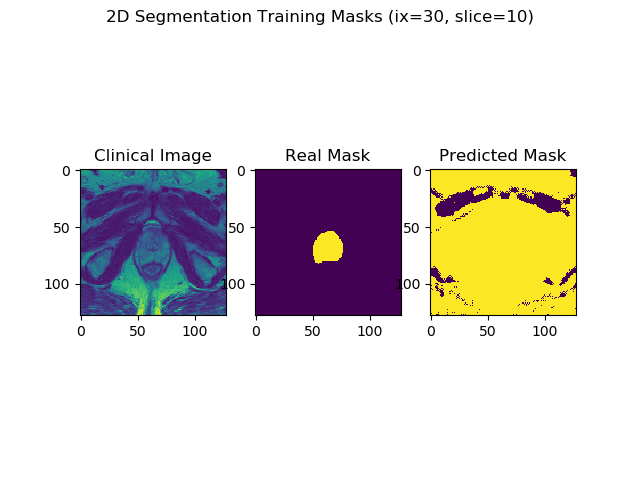 2D Segmentation Training Masks (ix=30, slice=10)
Clinical Image Real Mask Predicted Mask
0 0 0
50 50 50
100 100 100
0 50 100 0 50 100 0 50 100